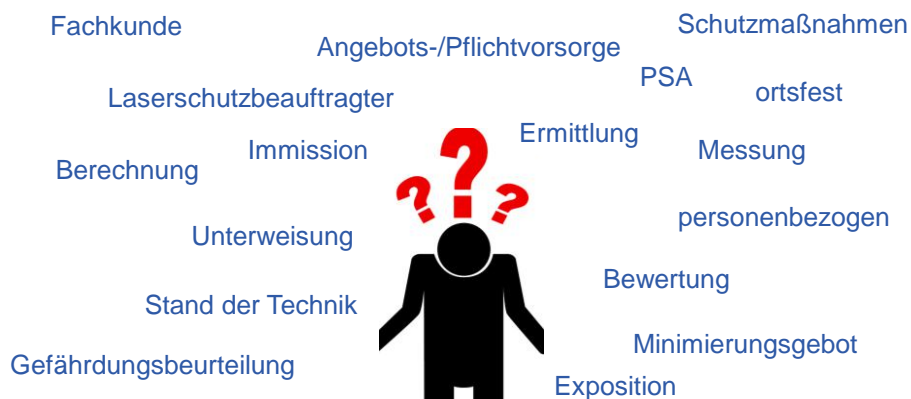 Fachkunde
Schutzmaßnahmen
Angebots-/Pflichtvorsorge
PSA
ortsfest
Laserschutzbeauftragter
Ermittlung
Immission
Messung
Berechnung
? ? ?
personenbezogen
Unterweisung
Bewertung
Stand der Technik
Minimierungsgebot
Gefährdungsbeurteilung
Exposition